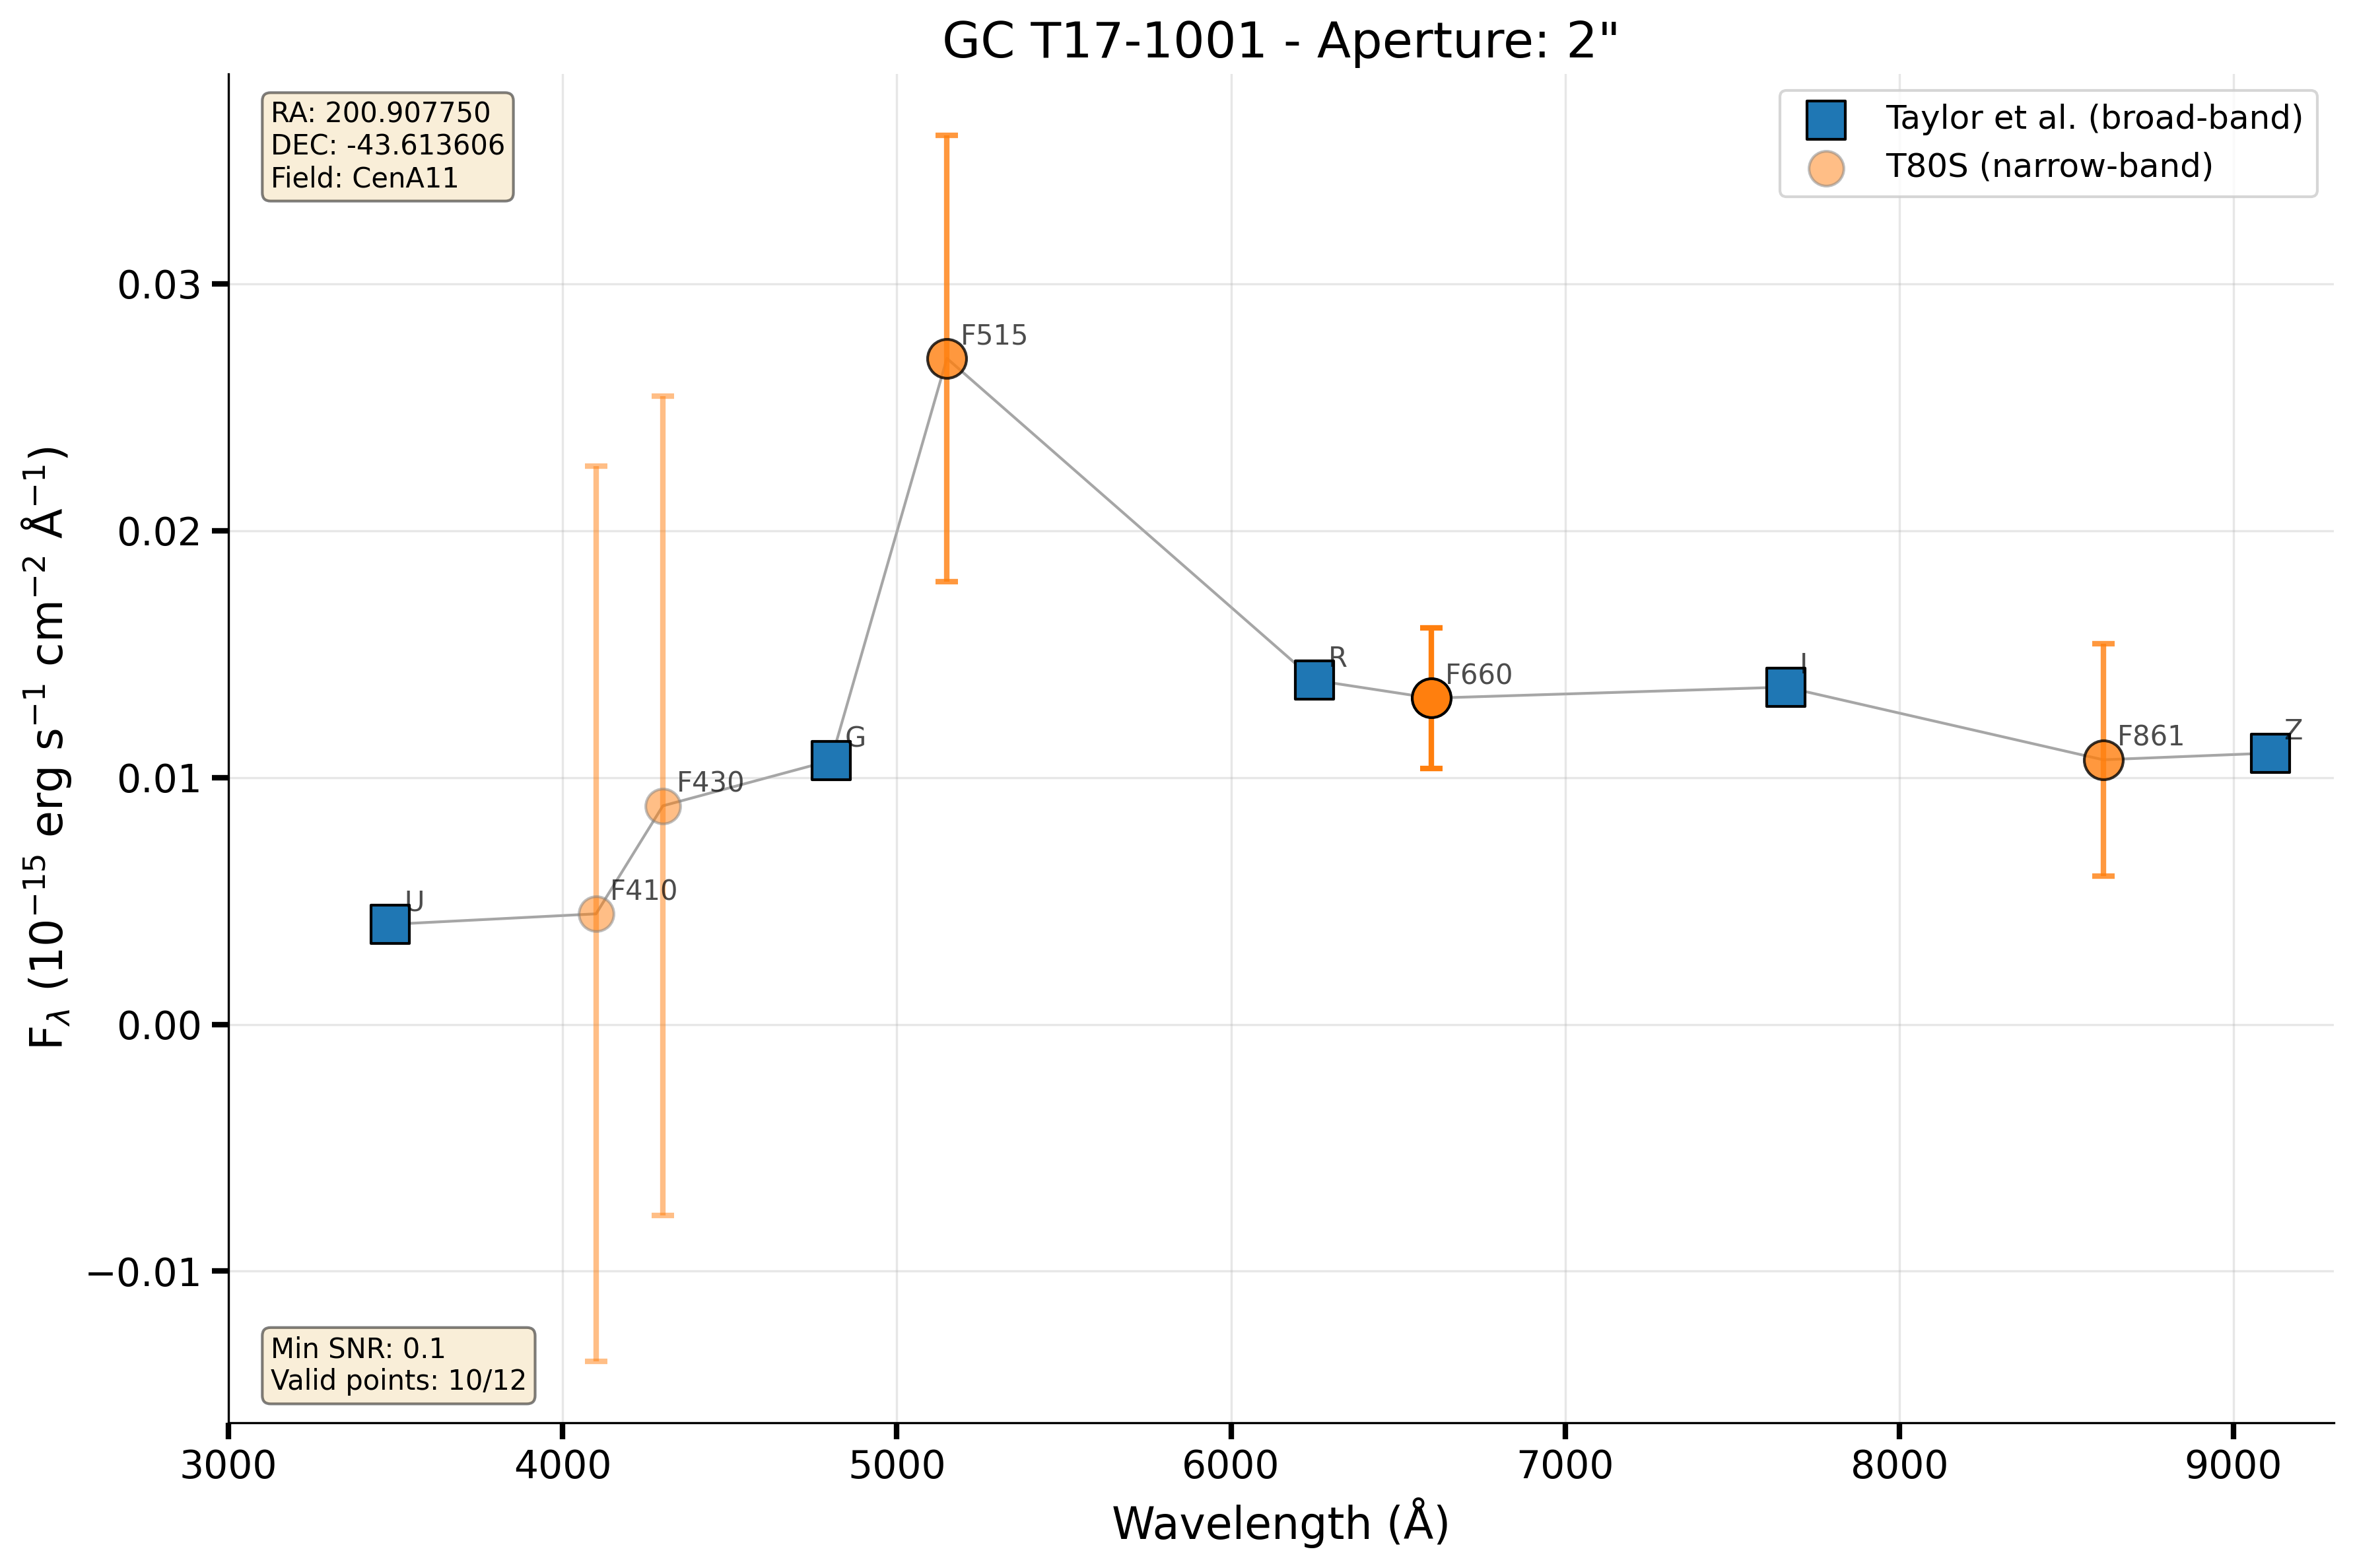 GC T17-1001 - Aperture: 2"
RA: 200.907750
DEC: -43.613606
Field: CenA11
Taylor et al. (broad-band)
T80S (narrow-band)
F515
R
F660
I
G
F861
Z
F430
U
F410
0.03
0.02
0.01
0.00
−0.01
F_λ (10⁻¹⁵ erg s⁻¹ cm⁻² Å⁻¹)
Min SNR: 0.1
Valid points: 10/12
3000 4000 5000 6000 7000 8000 9000
Wavelength (Å)